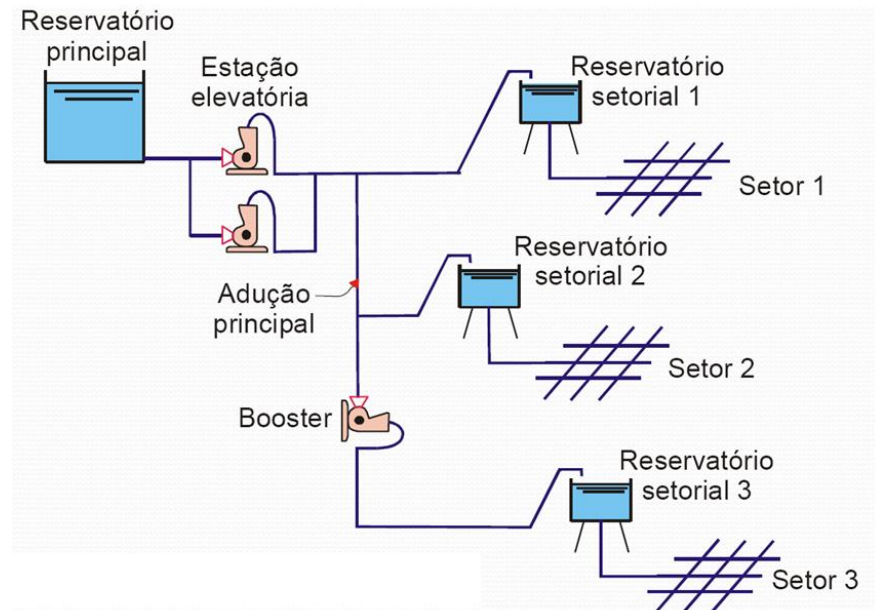 Reservatório
principal
Estação
elevatória
Reservatório
setorial 1
Setor 1
Reservatório
setorial 2
Adução
principal
Setor 2
Booster
Reservatório
setorial 3
Setor 3